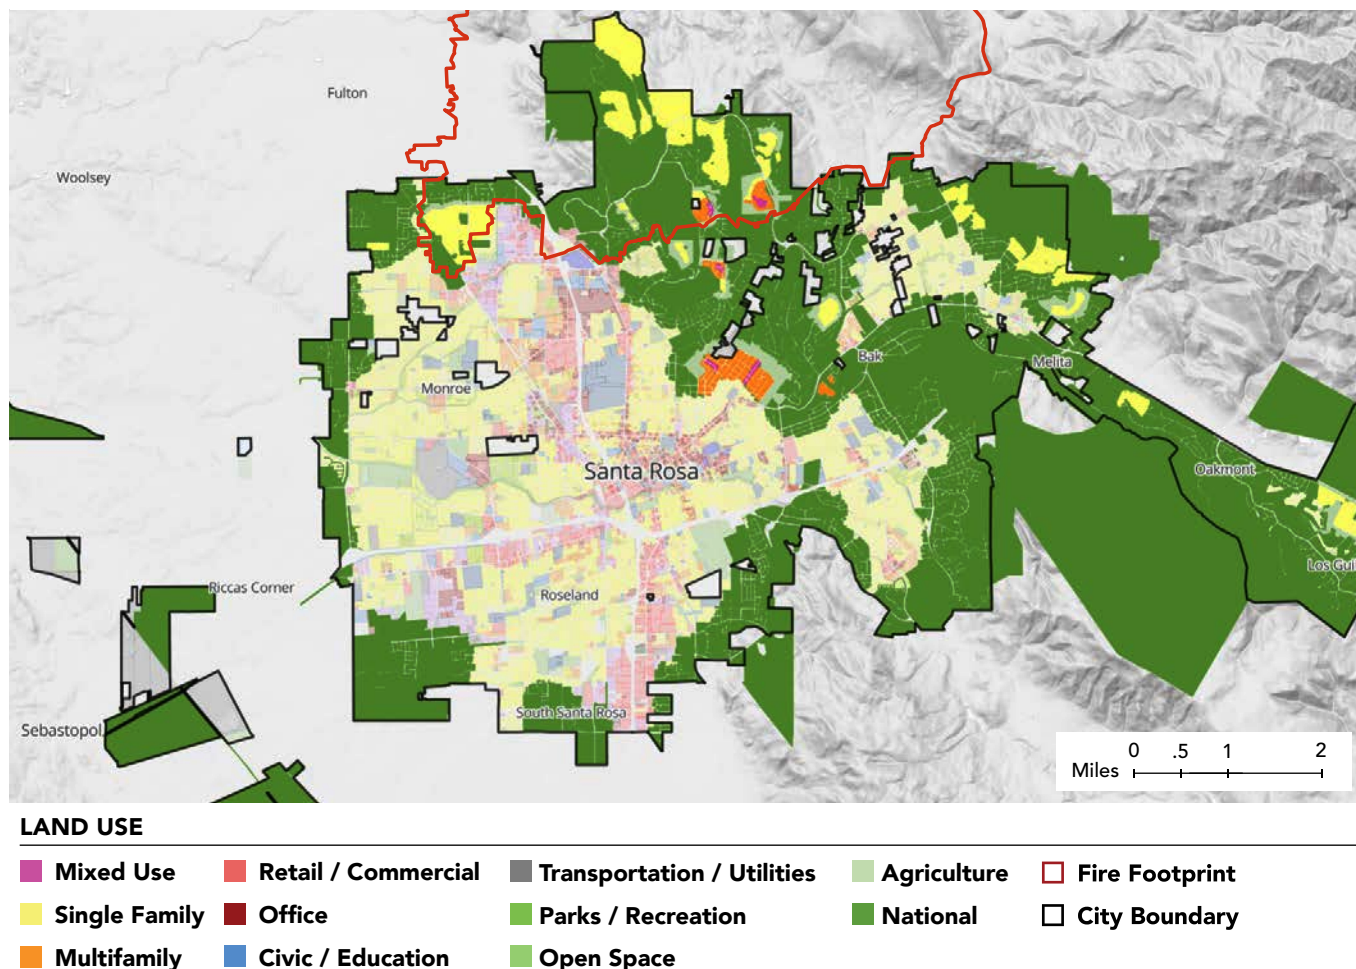 Fulton
Woolsey
Monroe
Bak
Melita
Santa Rosa
Oakmont
Los Gui
Riccas Corner
Roseland
South Santa Rosa
Sebastopol
0 .5 1 2
Miles
LAND USE
Mixed Use
Single Family
Multifamily
Retail / Commercial
Office
Civic / Education
Transportation / Utilities
Parks / Recreation
Open Space
Agriculture
National
Fire Footprint
City Boundary